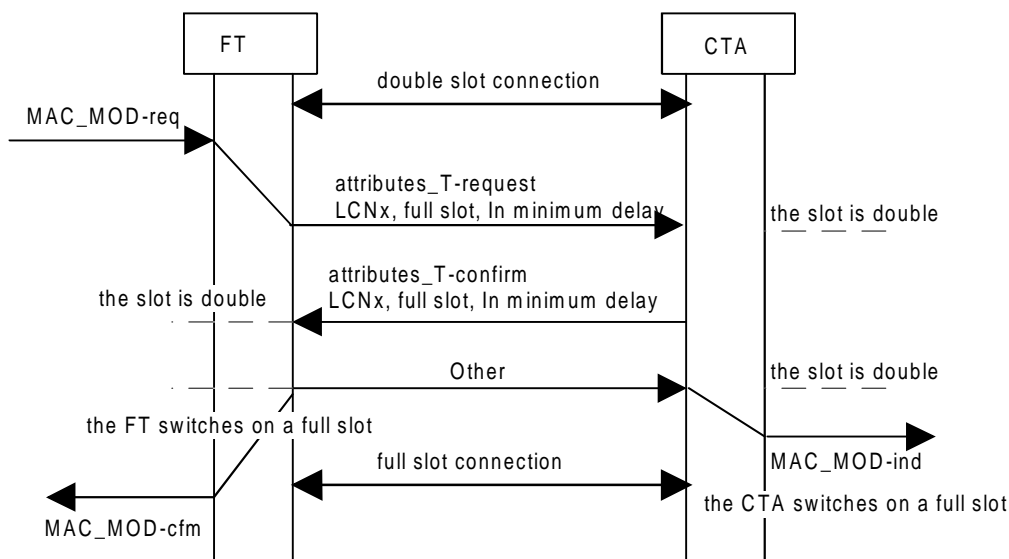 FT
CTA
double slot connection
MAC_MOD-req
attributes_T-request
LCNx, full slot, In minimum delay
the slot is double
attributes_T-confirm
LCNx, full slot, In minimum delay
the slot is double
Other
the slot is double
the FT switches on a full slot
full slot connection
MAC_MOD-ind
the CTA switches on a full slot
MAC_MOD-cfm